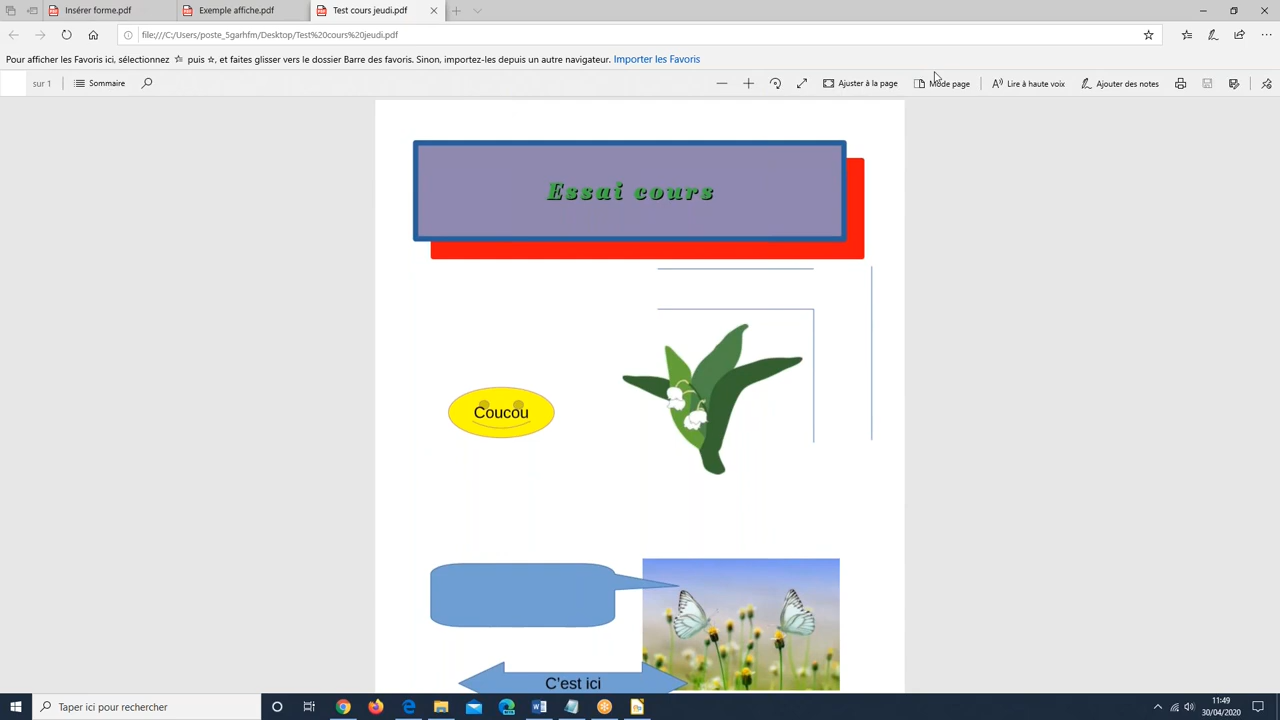 Insérer forme.pdf
Exemple affiche.pdf
Test cours jeudi.pdf
file:///C:/Users/poste_5garhfm/Desktop/Test%20cours%20jeudi.pdf
Pour afficher les Favoris ici, sélectionnez puis ☆, et faites glisser vers le dossier Barre des favoris. Sinon, importez-les depuis un autre navigateur. Importer les Favoris
sur 1
Sommaire
Ajuster à la page
Mode page
Lire à haute voix
Ajouter des notes
Essai cours
Coucou
C'est ici
Taper ici pour rechercher
11:49
30/04/2020